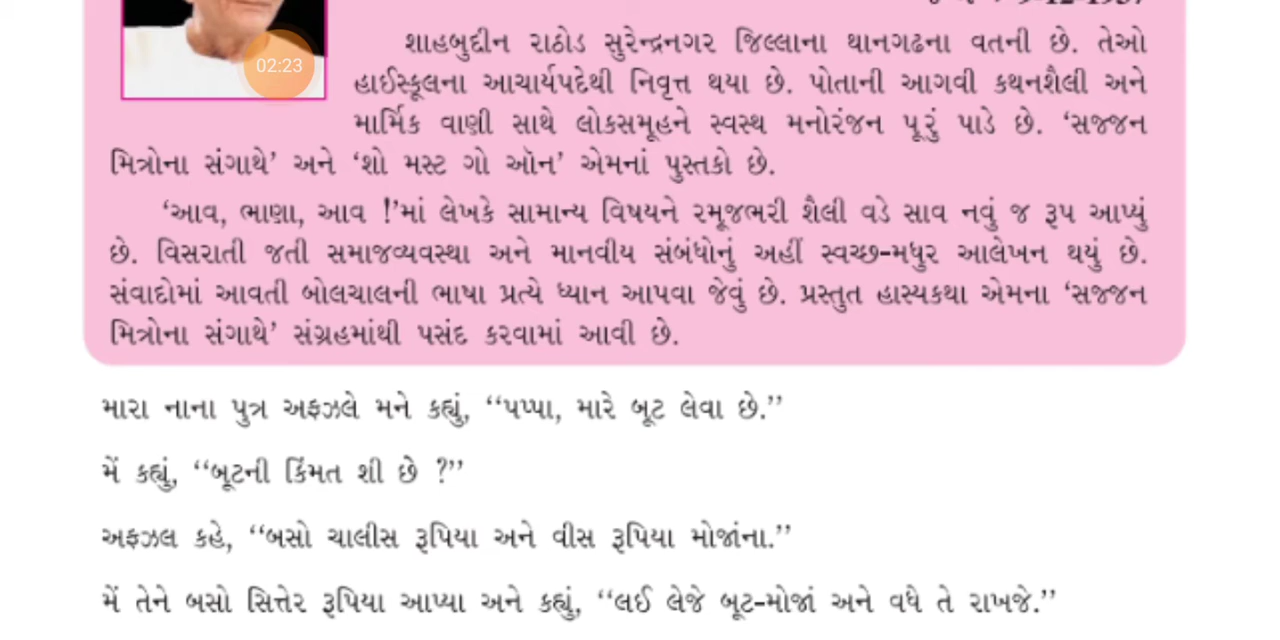 02:23
શાહબુદ્દીન રાઠોડ સુરેન્દ્રનગર જિલ્લાના થાનગઢના વતની છે. તેઓ
હાઈસ્કૂલના આચાર્યપદેથી નિવૃત્ત થયા છે. પોતાની આગવી કથનશૈલી અને
માર્મિક વાણી સાથે લોકસમૂહને સ્વસ્થ મનોરંજન પૂરું પાડે છે. ‘સજ્જન
મિત્રોના સંગાથે’ અને ‘શો મસ્ટ ગો ઑન’ એમનાં પુસ્તકો છે.
‘આવ, ભાણા, આવ !’માં લેખકે સામાન્ય વિષયને રમૂજભરી શૈલી વડે સાવ નવું જ રૂપ આપ્યું
છે. વિસરાતી જતી સમાજવ્યવસ્થા અને માનવીય સંબંધોનું અહીં સ્વચ્છ-મધુર આલેખન થયું છે.
સંવાદોમાં આવતી બોલચાલની ભાષા પ્રત્યે ધ્યાન આપવા જેવું છે. પ્રસ્તુત હાસ્યકથા એમના ‘સજ્જન
મિત્રોના સંગાથે’ સંગ્રહમાંથી પસંદ કરવામાં આવી છે.
મારા નાના પુત્ર અફઝલે મને કહ્યું, ‘‘પપ્પા, મારે બૂટ લેવા છે.’’
મેં કહ્યું, ‘‘બૂટની કિંમત શી છે ?’’
અફઝલ કહે, ‘‘બસો ચાલીસ રૂપિયા અને વીસ રૂપિયા મોજાંના.’’
મેં તેને બસો સિત્તેર રૂપિયા આપ્યા અને કહ્યું, ‘‘લઈ લેજે બૂટ-મોજાં અને વધે તે રાખજે.’’